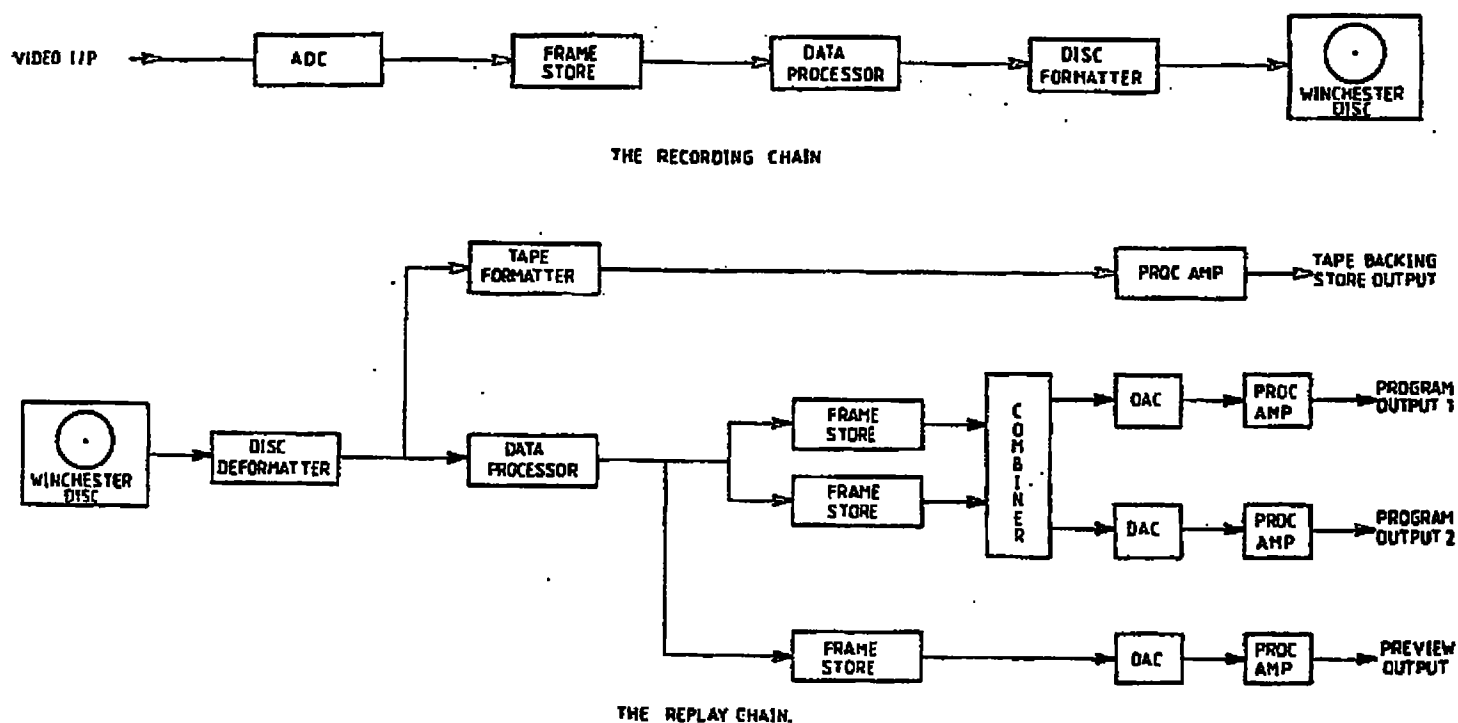 VIDEO I/P
ADC
FRAME
STORE
DATA
PROCESSOR
DISC
FORMATTER
WINCHESTER
DISC
THE RECORDING CHAIN
TAPE
FORMATTER
PROC AMP
TAPE BACKING
STORE OUTPUT
WINCHESTER
DISC
DISC
DEFORMATTER
DATA
PROCESSOR
FRAME
STORE
FRAME
STORE
COMBINER
DAC
PROC
AMP
PROGRAM
OUTPUT 1
DAC
PROC
AMP
PROGRAM
OUTPUT 2
FRAME
STORE
DAC
PROC
AMP
PREVIEW
OUTPUT
THE REPLAY CHAIN.